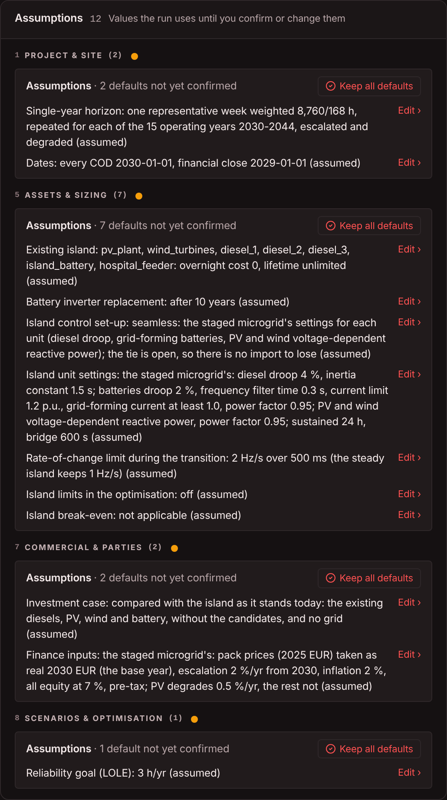 Assumptions 12 Values the run uses until you confirm or change them
1 PROJECT & SITE (2)
Assumptions · 2 defaults not yet confirmed
Keep all defaults
Single-year horizon: one representative week weighted 8,760/168 h,
Edit ›
repeated for each of the 15 operating years 2030-2044, escalated and
degraded (assumed)
Dates: every COD 2030-01-01, financial close 2029-01-01 (assumed)
Edit ›
5 ASSETS & SIZING (7)
Assumptions · 7 defaults not yet confirmed
Keep all defaults
Existing island: pv_plant, wind_turbines, diesel_1, diesel_2, diesel_3,
Edit ›
island_battery, hospital_feeder: overnight cost 0, lifetime unlimited
(assumed)
Battery inverter replacement: after 10 years (assumed)
Edit ›
Island control set-up: seamless: the staged microgrid's settings for each
Edit ›
unit (diesel droop, grid-forming batteries, PV and wind voltage-dependent
reactive power); the tie is open, so there is no import to lose (assumed)
Island unit settings: the staged microgrid's: diesel droop 4 %, inertia
Edit ›
constant 1.5 s; batteries droop 2 %, frequency filter time 0.3 s, current limit
1.2 p.u., grid-forming current at least 1.0, power factor 0.95; PV and wind
voltage-dependent reactive power, power factor 0.95; sustained 24 h,
bridge 600 s (assumed)
Rate-of-change limit during the transition: 2 Hz/s over 500 ms (the steady
Edit ›
island keeps 1 Hz/s) (assumed)
Island limits in the optimisation: off (assumed)
Edit ›
Island break-even: not applicable (assumed)
Edit ›
7 COMMERCIAL & PARTIES (2)
Assumptions · 2 defaults not yet confirmed
Keep all defaults
Investment case: compared with the island as it stands today: the existing
Edit ›
diesels, PV, wind and battery, without the candidates, and no grid
(assumed)
Finance inputs: the staged microgrid's: pack prices (2025 EUR) taken as
Edit ›
real 2030 EUR (the base year), escalation 2 %/yr from 2030, inflation 2 %,
all equity at 7 %, pre-tax; PV degrades 0.5 %/yr, the rest not (assumed)
8 SCENARIOS & OPTIMISATION (1)
Assumptions · 1 default not yet confirmed
Keep all defaults
Reliability goal (LOLE): 3 h/yr (assumed)
Edit ›